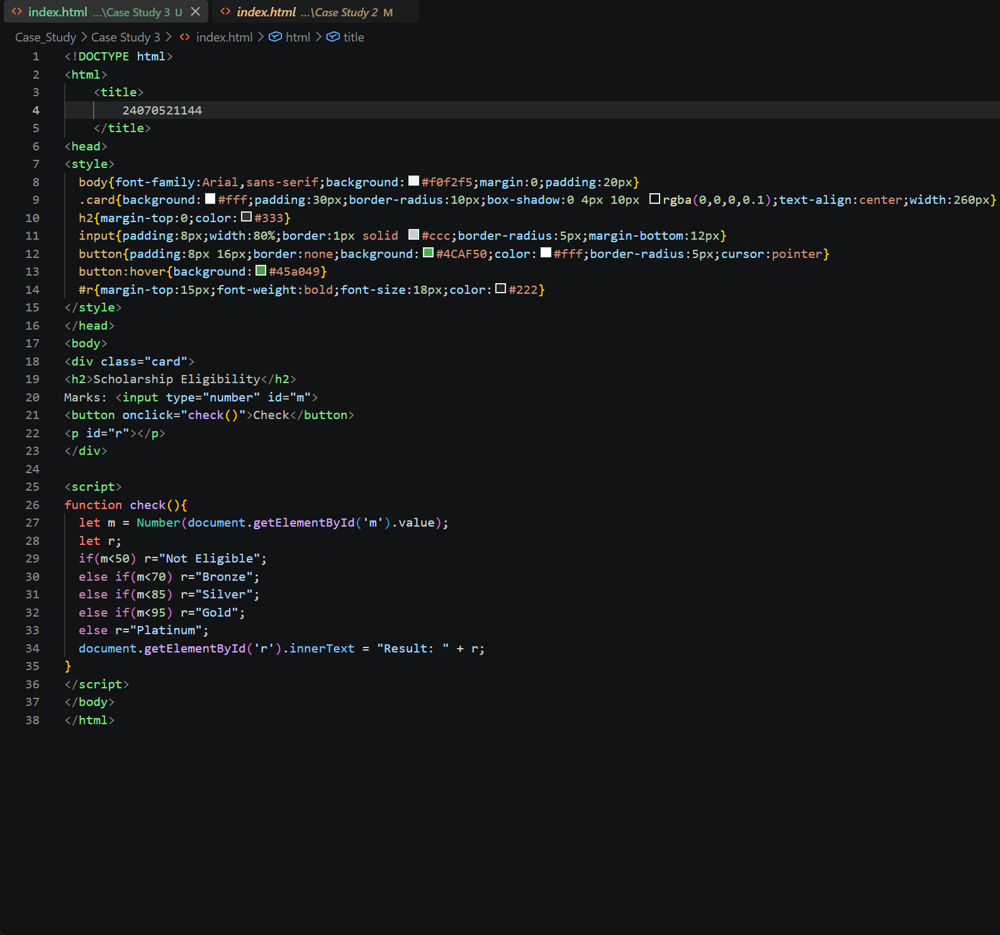 index.html ...\Case Study 3 U
index.html ...\Case Study 2 M
Case_Study > Case Study 3 > index.html > html > title
1 <!DOCTYPE html>
2 <html>
3 <title>
4 24070521144
5 </title>
6 <head>
7 <style>
8 body{font-family:Arial,sans-serif;background:#f0f2f5;margin:0;padding:20px}
9 .card{background:#fff;padding:30px;border-radius:10px;box-shadow:0 4px 10px rgba(0,0,0,0.1);text-align:center;width:260px}
10 h2{margin-top:0;color:#333}
11 input{padding:8px;width:80%;border:1px solid #ccc;border-radius:5px;margin-bottom:12px}
12 button{padding:8px 16px;border:none;background:#4CAF50;color:#fff;border-radius:5px;cursor:pointer}
13 button:hover{background:#45a049}
14 #r{margin-top:15px;font-weight:bold;font-size:18px;color:#222}
15 </style>
16 </head>
17 <body>
18 <div class="card">
19 <h2>Scholarship Eligibility</h2>
20 Marks: <input type="number" id="m">
21 <button onclick="check()">Check</button>
22 <p id="r"></p>
23 </div>
24
25 <script>
26 function check(){
27 let m = Number(document.getElementById('m').value);
28 let r;
29 if(m<50) r="Not Eligible";
30 else if(m<70) r="Bronze";
31 else if(m<85) r="Silver";
32 else if(m<95) r="Gold";
33 else r="Platinum";
34 document.getElementById('r').innerText = "Result: " + r;
35 }
36 </script>
37 </body>
38 </html>